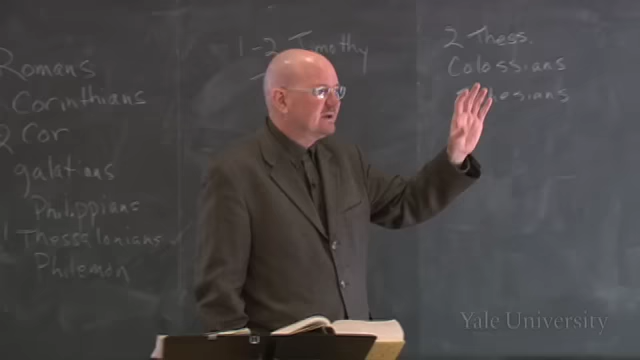 Romans
Corinthians
2 Cor
galatians
Philippians
1 Thessalonians
Philemon
1-2 Timothy
2 Thess.
Colossians
Yale University